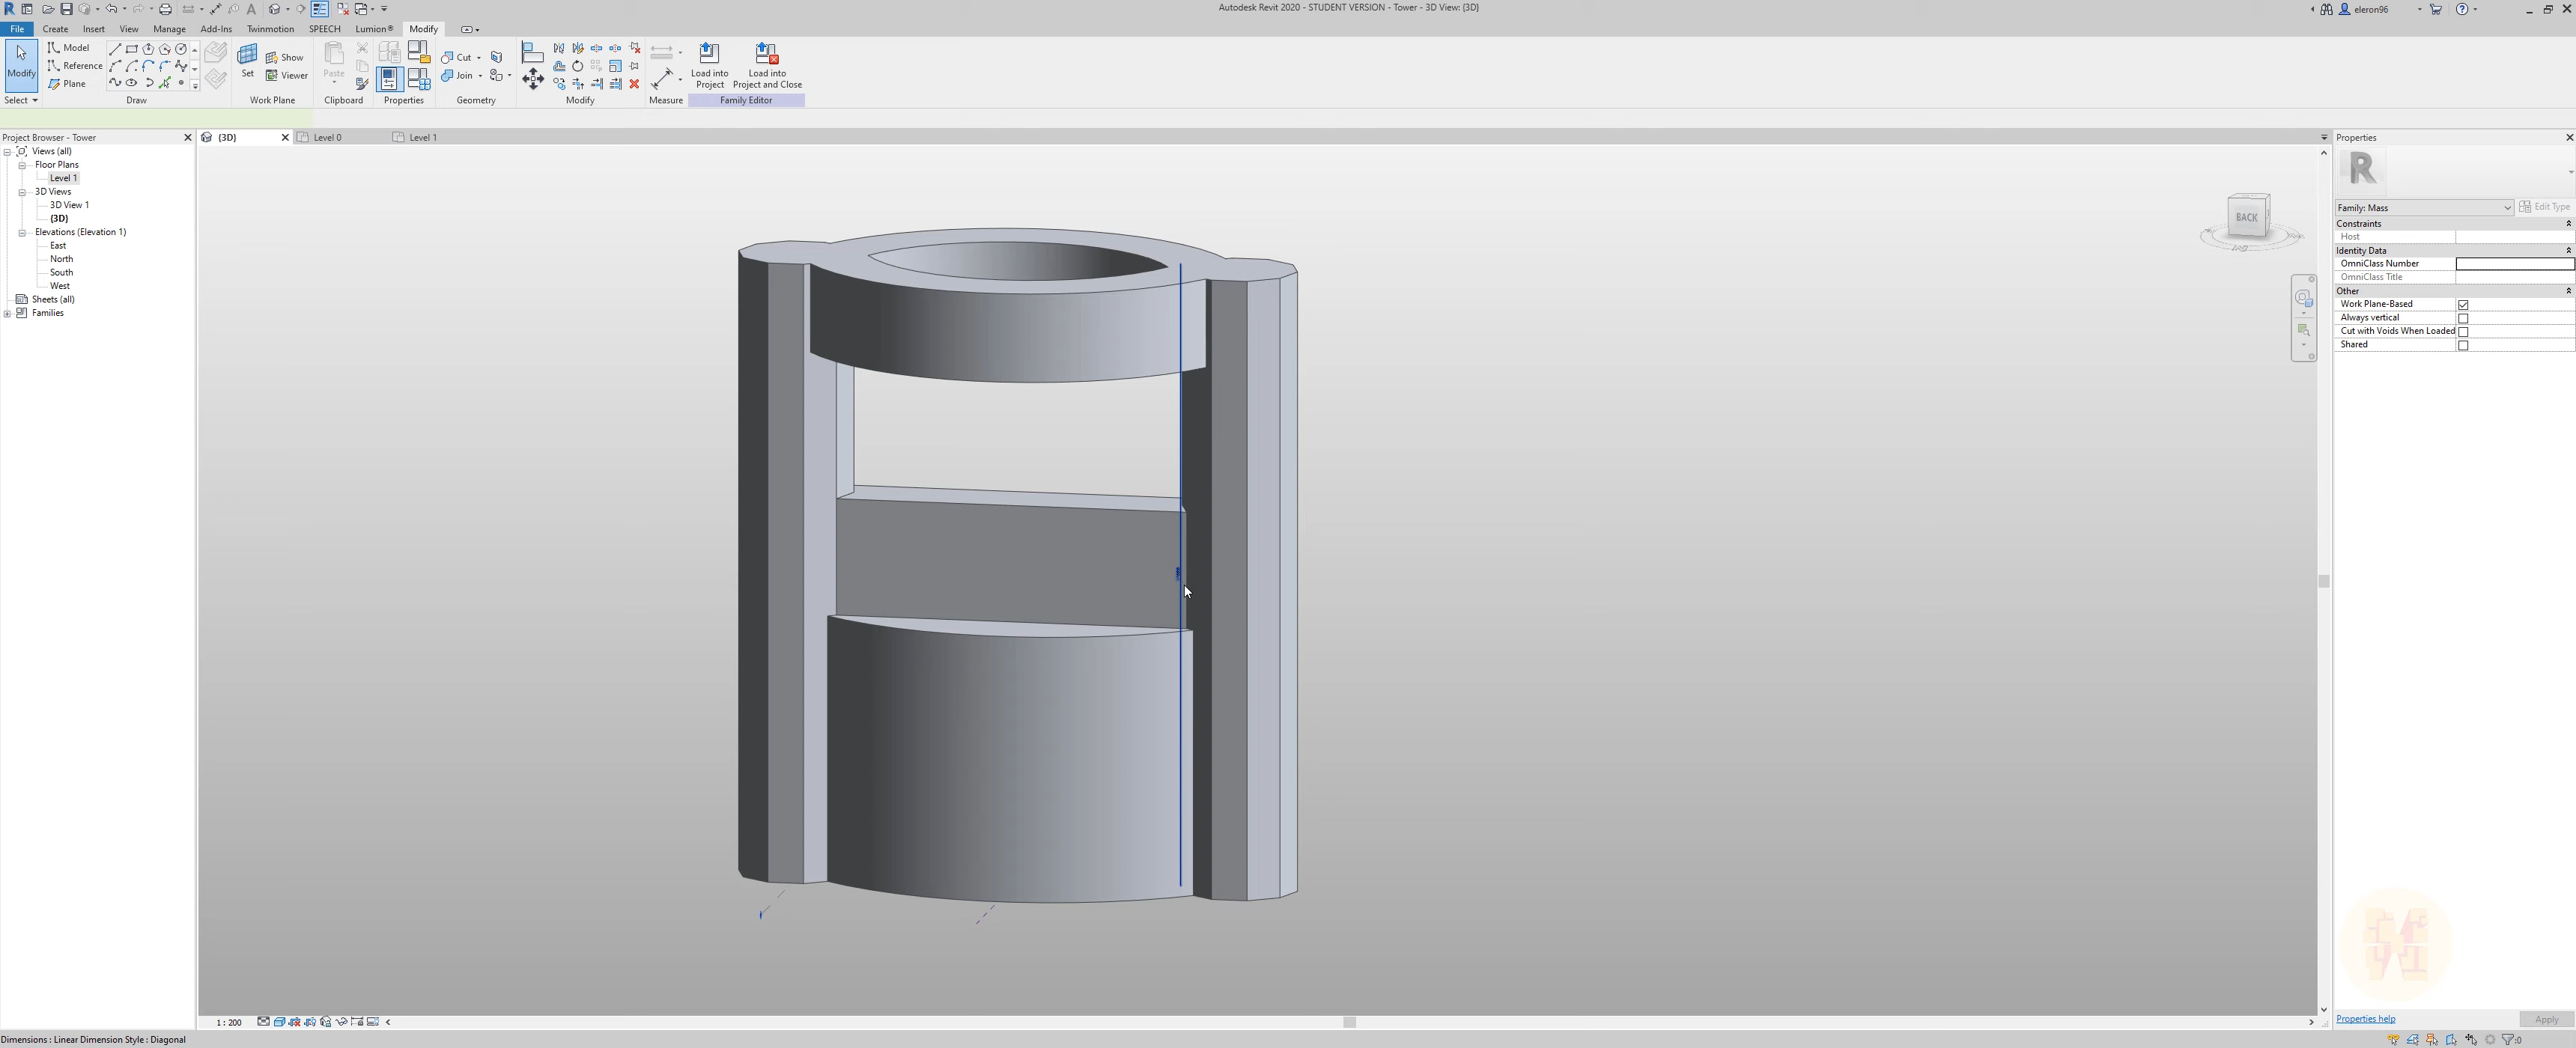 Autodesk Revit 2020 - STUDENT VERSION - Tower - 3D View: {3D}
eleron96
File Create Insert View Manage Add-Ins Twinmotion SPEECH Lumion® Modify
Modify
Model
Reference
Plane
Set
Show
Viewer
Paste
Cut
Join
Load into
Project
Load into
Project and Close
Select Draw Work Plane Clipboard Properties Geometry Modify Measure Family Editor
Project Browser - Tower
{3D}
Level 0
Level 1
Properties
Views (all)
Floor Plans
Level 1
3D Views
3D View 1
{3D}
Elevations (Elevation 1)
East
North
South
West
Sheets (all)
Families
BACK
R
Family: Mass
Edit Type
Constraints
Host
Identity Data
OmniClass Number
OmniClass Title
Other
Work Plane-Based
Always vertical
Cut with Voids When Loaded
Shared
1 : 200
Properties help
Apply
Dimensions : Linear Dimension Style : Diagonal
:0